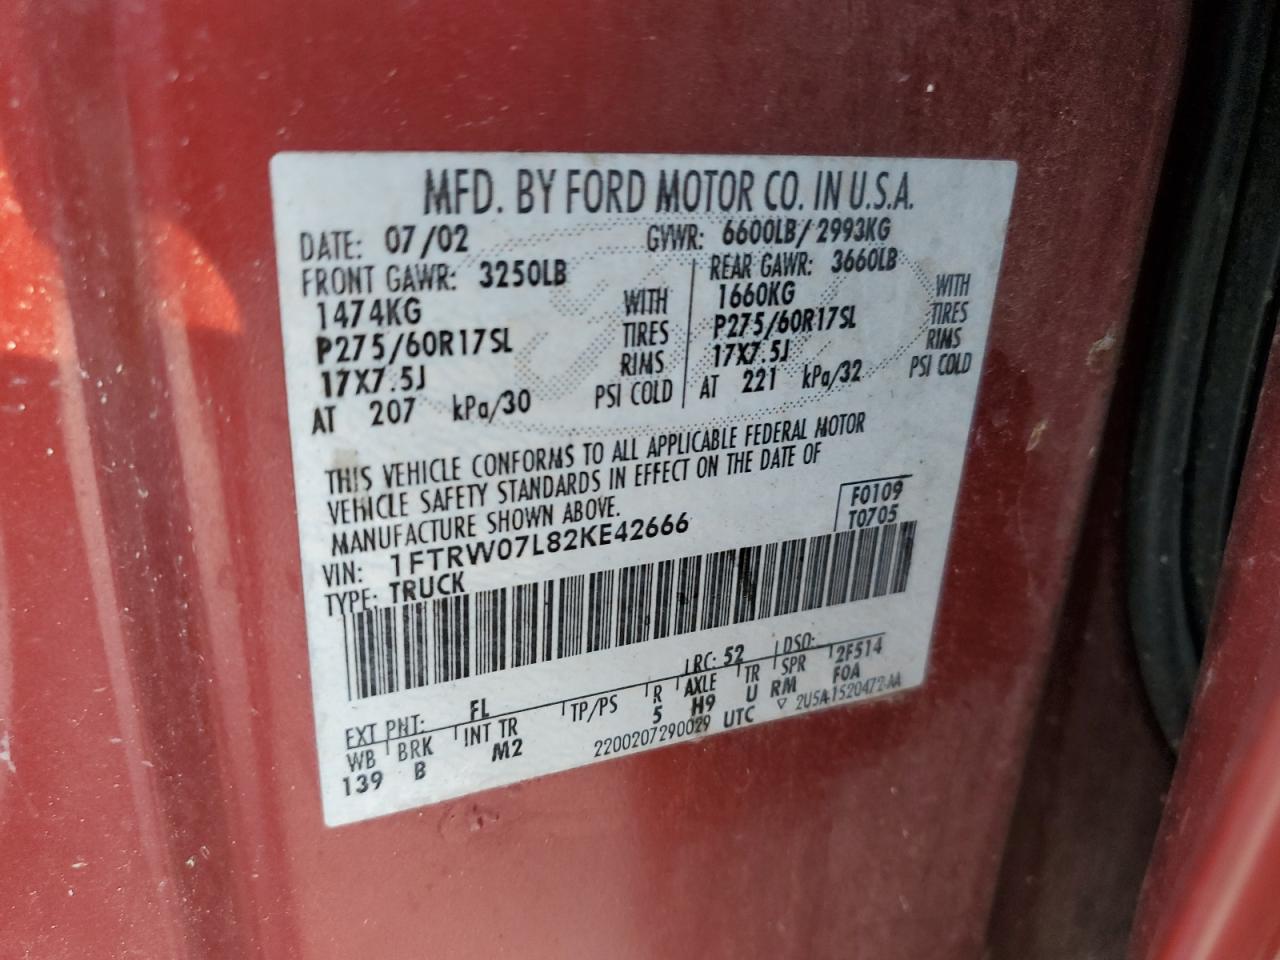 MFD. BY FORD MOTOR CO. IN U.S.A.
DATE: 07/02 GVWR: 6600LB/2993KG
FRONT GAWR: 3250LB REAR GAWR: 3660LB
1474KG WITH 1660KG WITH
P275/60R17SL TIRES P275/60R17SL TIRES
17X7.5J RIMS 17X7.5J RIMS
AT 207 kPa/30 PSI COLD AT 221 kPa/32 PSI COLD
THIS VEHICLE CONFORMS TO ALL APPLICABLE FEDERAL MOTOR
VEHICLE SAFETY STANDARDS IN EFFECT ON THE DATE OF
MANUFACTURE SHOWN ABOVE. F0109
VIN: 1FTRW07L82KE42666 T0705
TYPE: TRUCK
EXT PNT: FL RC: 52 DSO: 2F514
WB BRK INT TR TP/PS R AXLE TR SPR F0A
139 B M2 5 H9 U RM
2200207290029 UTC ▽ 2U5A-1520472-AA